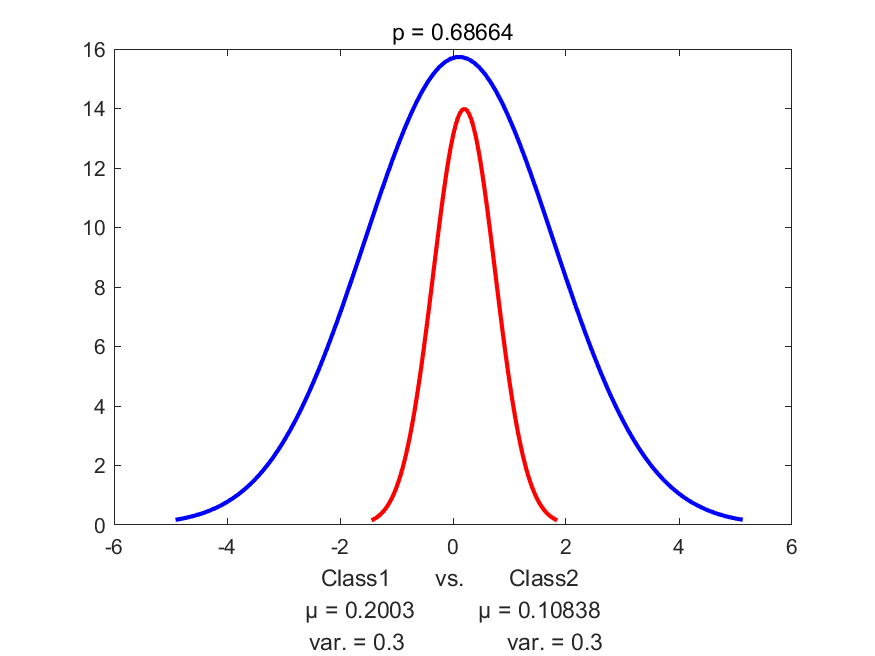 p = 0.68664
16
14
12
10
8
6
4
2
0
-6 -4 -2 0 2 4 6
Class1 vs. Class2
μ = 0.2003 μ = 0.10838
var. = 0.3 var. = 0.3